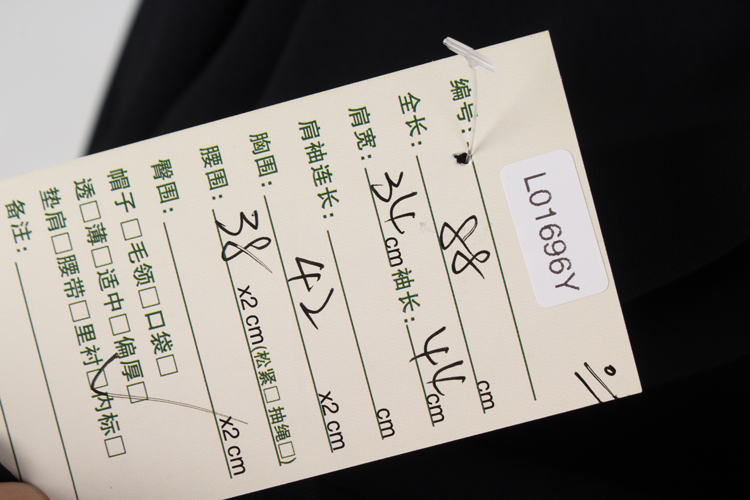 L01696Y
编号:
全长: 88 cm
肩宽: 34 cm 袖长: 44 cm
肩袖连长: cm
胸围: 42 x2 cm
腰围: 38 x2 cm(松紧□ 抽绳□)
臀围: x2 cm
帽子□ 毛领□ 口袋□
透□ 薄□ 适中□ 偏厚□
垫肩□ 腰带□ 里衬□ 内标□
备注: